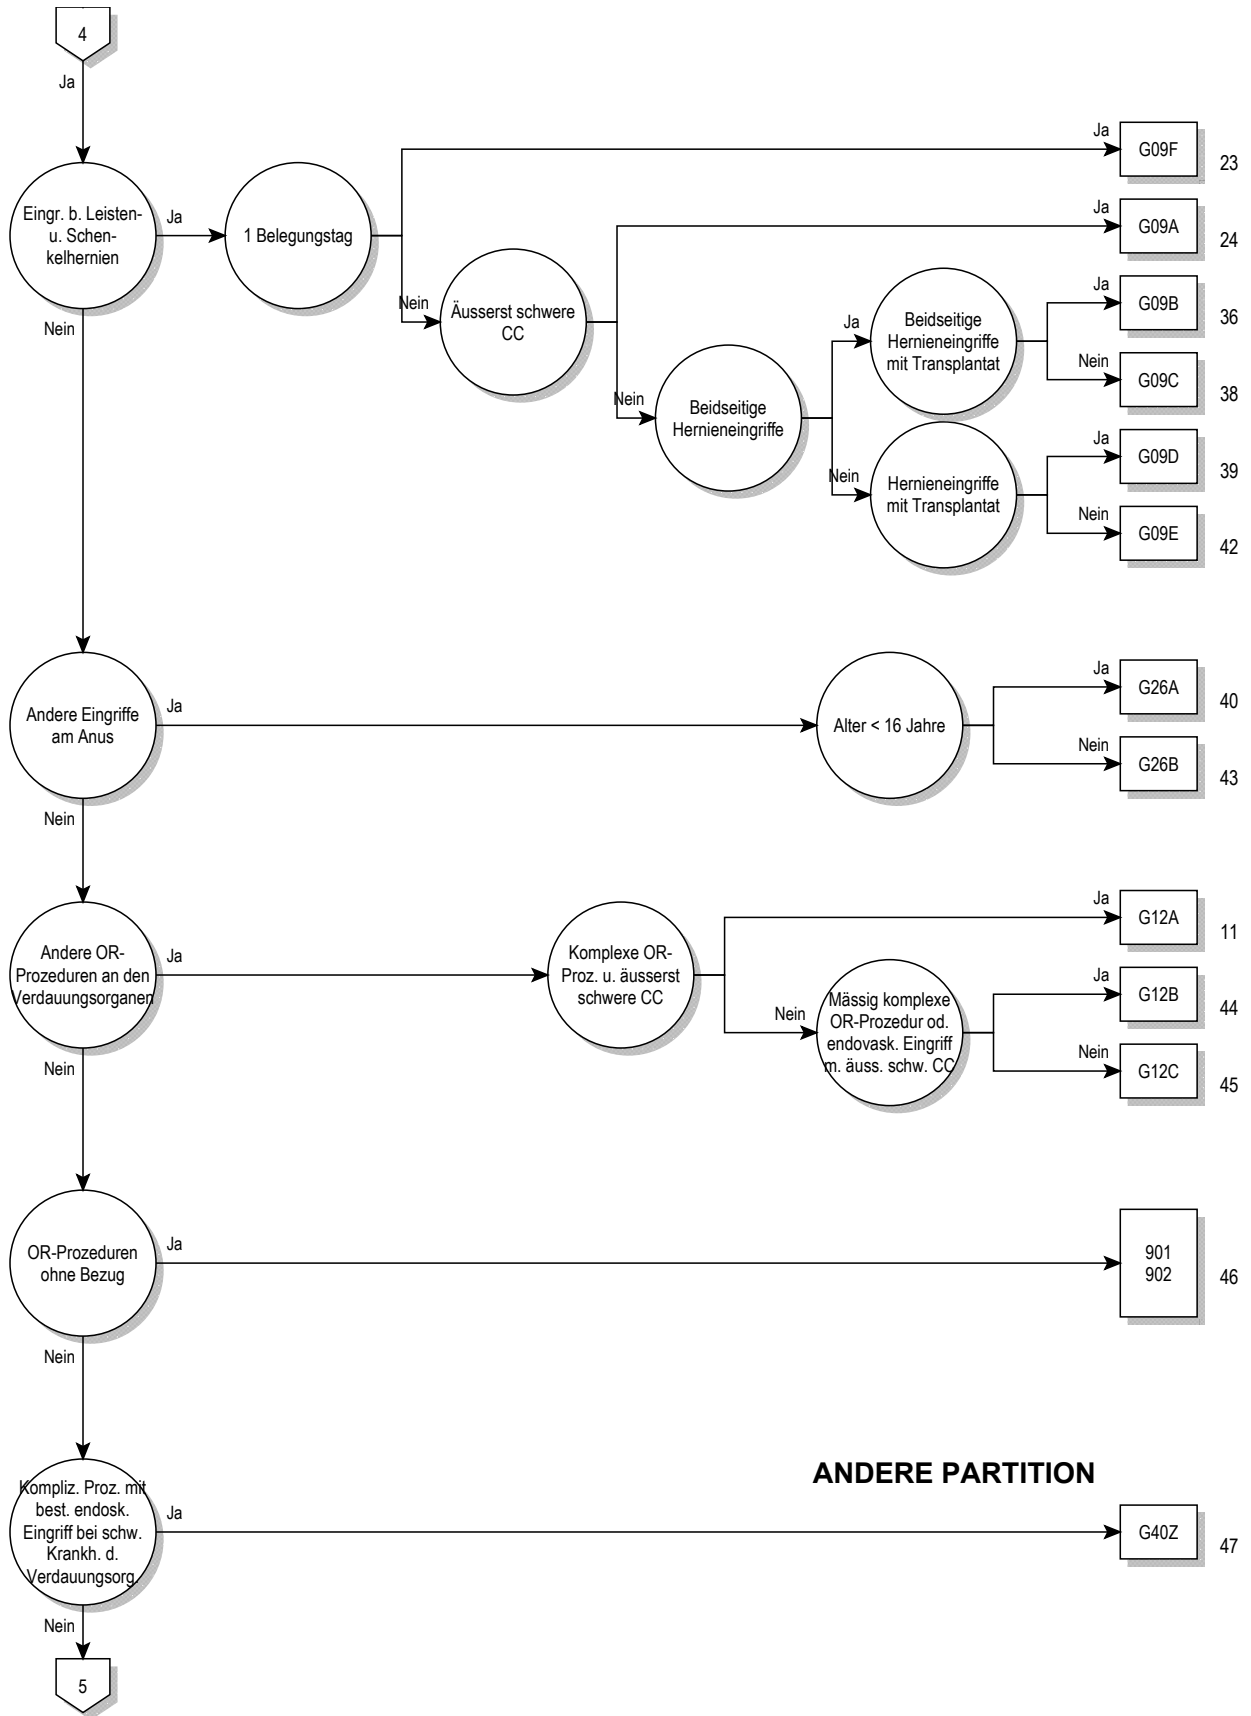 4
Ja
Ja
G09F
23
Eingr. b. Leisten-
u. Schen-
kelhernien
Ja
1 Belegungstag
Ja
G09A
24
Nein
Nein
Äusserst schwere
CC
Ja
G09B
36
Ja
Beidseitige
Hernieneingriffe
mit Transplantat
Nein
G09C
38
Nein
Beidseitige
Hernieneingriffe
Ja
G09D
39
Nein
Hernieneingriffe
mit Transplantat
Nein
G09E
42
Andere Eingriffe
am Anus
Ja
Alter < 16 Jahre
Ja
G26A
40
Nein
G26B
43
Nein
Andere OR-
Prozeduren an den
Verdauungsorganen
Ja
Komplexe OR-
Proz. u. äusserst
schwere CC
Ja
G12A
11
Nein
Mässig komplexe
OR-Prozedur od.
endovask. Eingriff
m. äuss. schw. CC
Ja
G12B
44
Nein
G12C
45
Nein
OR-Prozeduren
ohne Bezug
Ja
901
902
46
Nein
ANDERE PARTITION
Kompliz. Proz. mit
best. endosk.
Eingriff bei schw.
Krankh. d.
Verdauungsorg.
Ja
G40Z
47
Nein
5